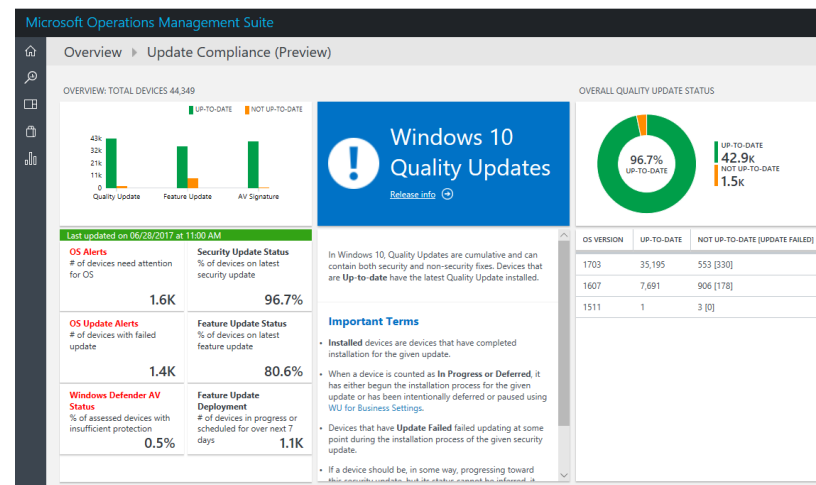 Microsoft Operations Management Suite
Overview ▸ Update Compliance (Preview)
OVERVIEW: TOTAL DEVICES 44,349
UP-TO-DATE NOT UP-TO-DATE
43k
32k
21k
11k
0
Quality Update Feature Update AV Signature
Last updated on 06/28/2017 at 11:00 AM
OS Alerts
# of devices need attention
for OS
1.6K
Security Update Status
% of devices on latest
security update
96.7%
OS Update Alerts
# of devices with failed
update
1.4K
Feature Update Status
% of devices on latest
feature update
80.6%
Windows Defender AV
Status
% of assessed devices with
insufficient protection
0.5%
Feature Update
Deployment
# of devices in progress or
scheduled for over next 7
days
1.1K
Windows 10
Quality Updates
Release info
In Windows 10, Quality Updates are cumulative and can
contain both security and non-security fixes. Devices that
are Up-to-date have the latest Quality Update installed.
Important Terms
• Installed devices are devices that have completed
installation for the given update.
• When a device is counted as In Progress or Deferred, it
has either begun the installation process for the given
update or has been intentionally deferred or paused using
WU for Business Settings.
• Devices that have Update Failed failed updating at some
point during the installation process of the given security
update.
• If a device should be, in some way, progressing toward
this security update, but its status cannot be inferred, it
OVERALL QUALITY UPDATE STATUS
96.7%
UP-TO-DATE
UP-TO-DATE
42.9K
NOT UP-TO-DATE
1.5K
OS VERSION UP-TO-DATE NOT UP-TO-DATE [UPDATE FAILED]
1703 35,195 553 [330]
1607 7,691 906 [178]
1511 1 3 [0]